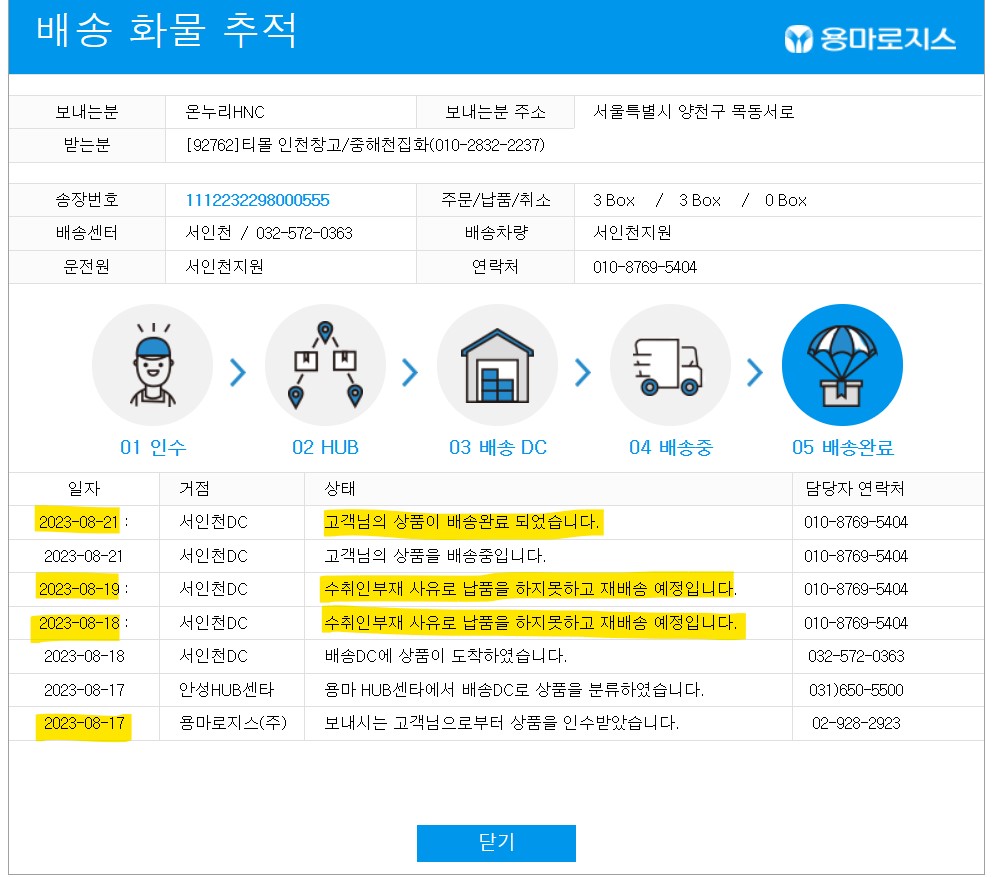 배송 화물 추적
용마로지스
보내는분 온누리HNC 보내는분 주소 서울특별시 양천구 목동서로
받는분 [92762]티몰 인천창고/중해천집화(010-2832-2237)
송장번호 1112232298000555 주문/납품/취소 3 Box / 3 Box / 0 Box
배송센터 서인천 / 032-572-0363 배송차량 서인천지원
운전원 서인천지원 연락처 010-8769-5404
01 인수 02 HUB 03 배송 DC 04 배송중 05 배송완료
일자 거점 상태 담당자 연락처
2023-08-21 : 서인천DC 고객님의 상품이 배송완료 되었습니다. 010-8769-5404
2023-08-21 서인천DC 고객님의 상품을 배송중입니다. 010-8769-5404
2023-08-19 : 서인천DC 수취인부재 사유로 납품을 하지못하고 재배송 예정입니다. 010-8769-5404
2023-08-18 : 서인천DC 수취인부재 사유로 납품을 하지못하고 재배송 예정입니다. 010-8769-5404
2023-08-18 서인천DC 배송DC에 상품이 도착하였습니다. 032-572-0363
2023-08-17 안성HUB센타 용마 HUB센타에서 배송DC로 상품을 분류하였습니다. 031)650-5500
2023-08-17 용마로지스(주) 보내시는 고객님으로부터 상품을 인수받았습니다. 02-928-2923
닫기